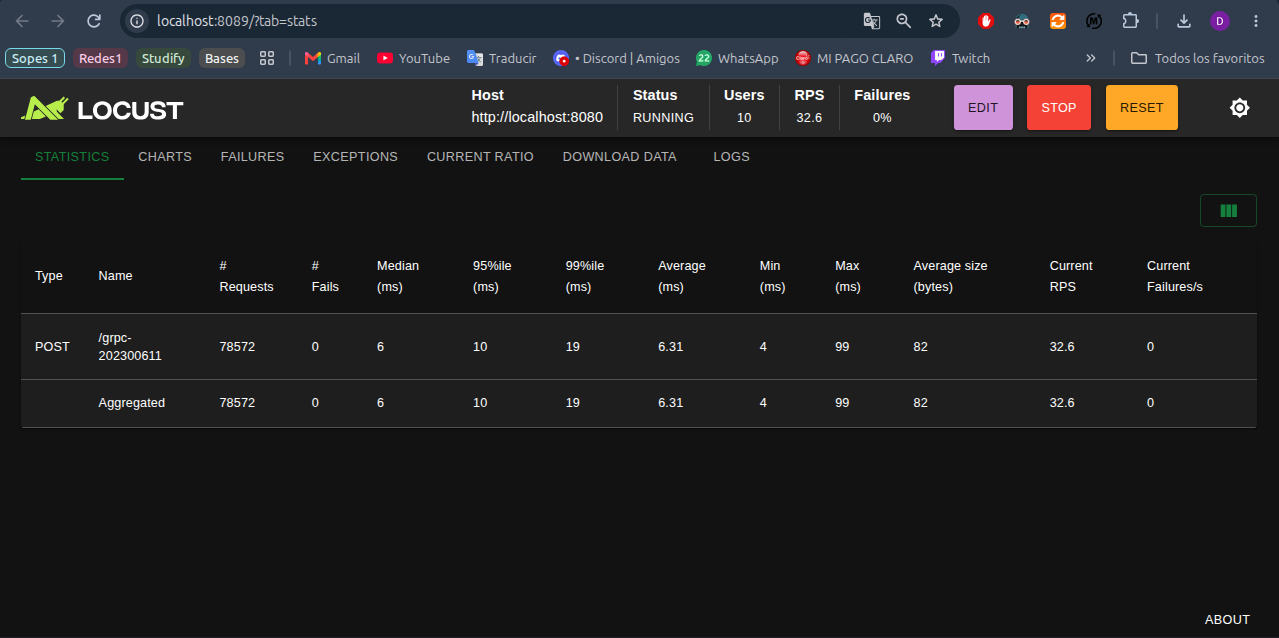 localhost:8089/?tab=stats
D
Sopes 1 Redes1 Studify Bases Gmail YouTube Traducir • Discord | Amigos 22 WhatsApp MI PAGO CLARO Twitch » Todos los favoritos
LOCUST
Host
http://localhost:8080
Status
RUNNING
Users
10
RPS
32.6
Failures
0%
EDIT
STOP
RESET
STATISTICS CHARTS FAILURES EXCEPTIONS CURRENT RATIO DOWNLOAD DATA LOGS
Type Name # Requests # Fails Median (ms) 95%ile (ms) 99%ile (ms) Average (ms) Min (ms) Max (ms) Average size (bytes) Current RPS Current Failures/s
POST /grpc-202300611 78572 0 6 10 19 6.31 4 99 82 32.6 0
Aggregated 78572 0 6 10 19 6.31 4 99 82 32.6 0
ABOUT